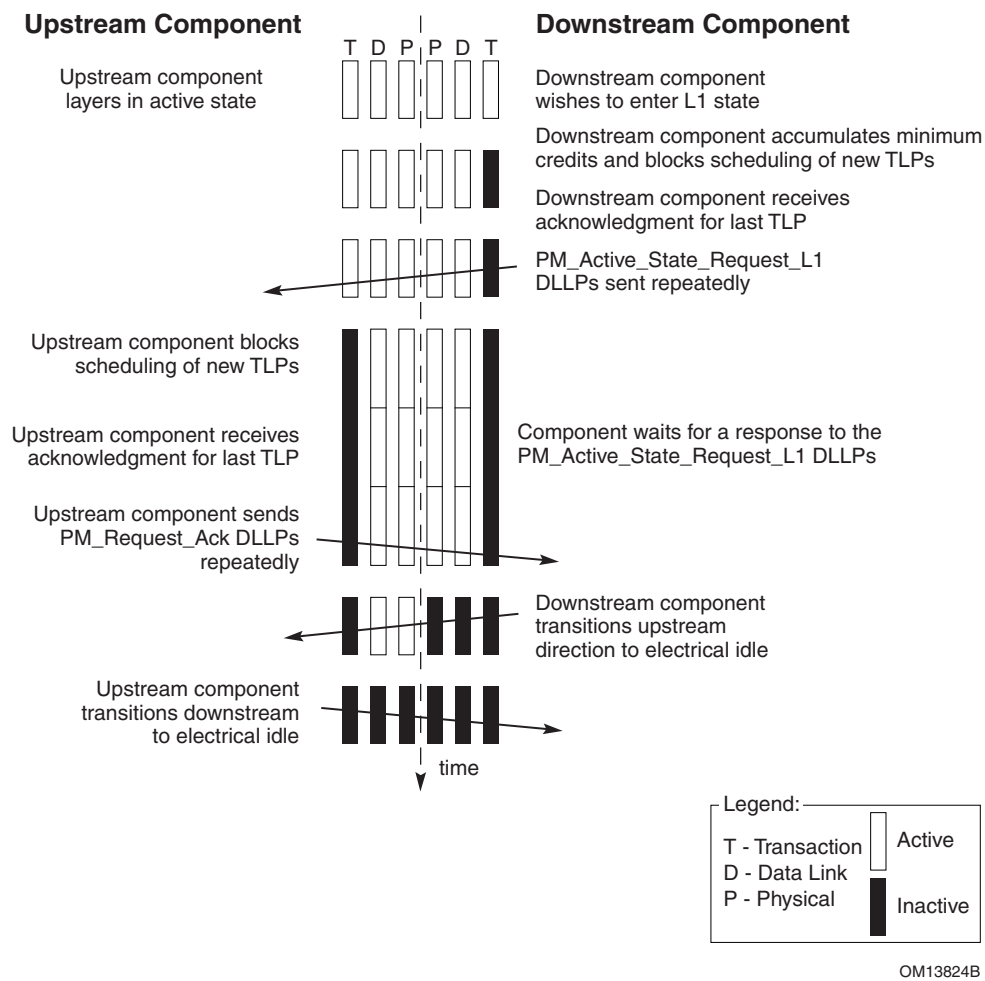 Upstream Component
Downstream Component
T D P P D T
Upstream component
layers in active state
Downstream component
wishes to enter L1 state
Downstream component accumulates minimum
credits and blocks scheduling of new TLPs
Downstream component receives
acknowledgment for last TLP
PM_Active_State_Request_L1
DLLPs sent repeatedly
Upstream component blocks
scheduling of new TLPs
Upstream component receives
acknowledgment for last TLP
Component waits for a response to the
PM_Active_State_Request_L1 DLLPs
Upstream component sends
PM_Request_Ack DLLPs
repeatedly
Downstream component
transitions upstream
direction to electrical idle
Upstream component
transitions downstream
to electrical idle
time
Legend:
T - Transaction
D - Data Link
P - Physical
Active
Inactive
OM13824B